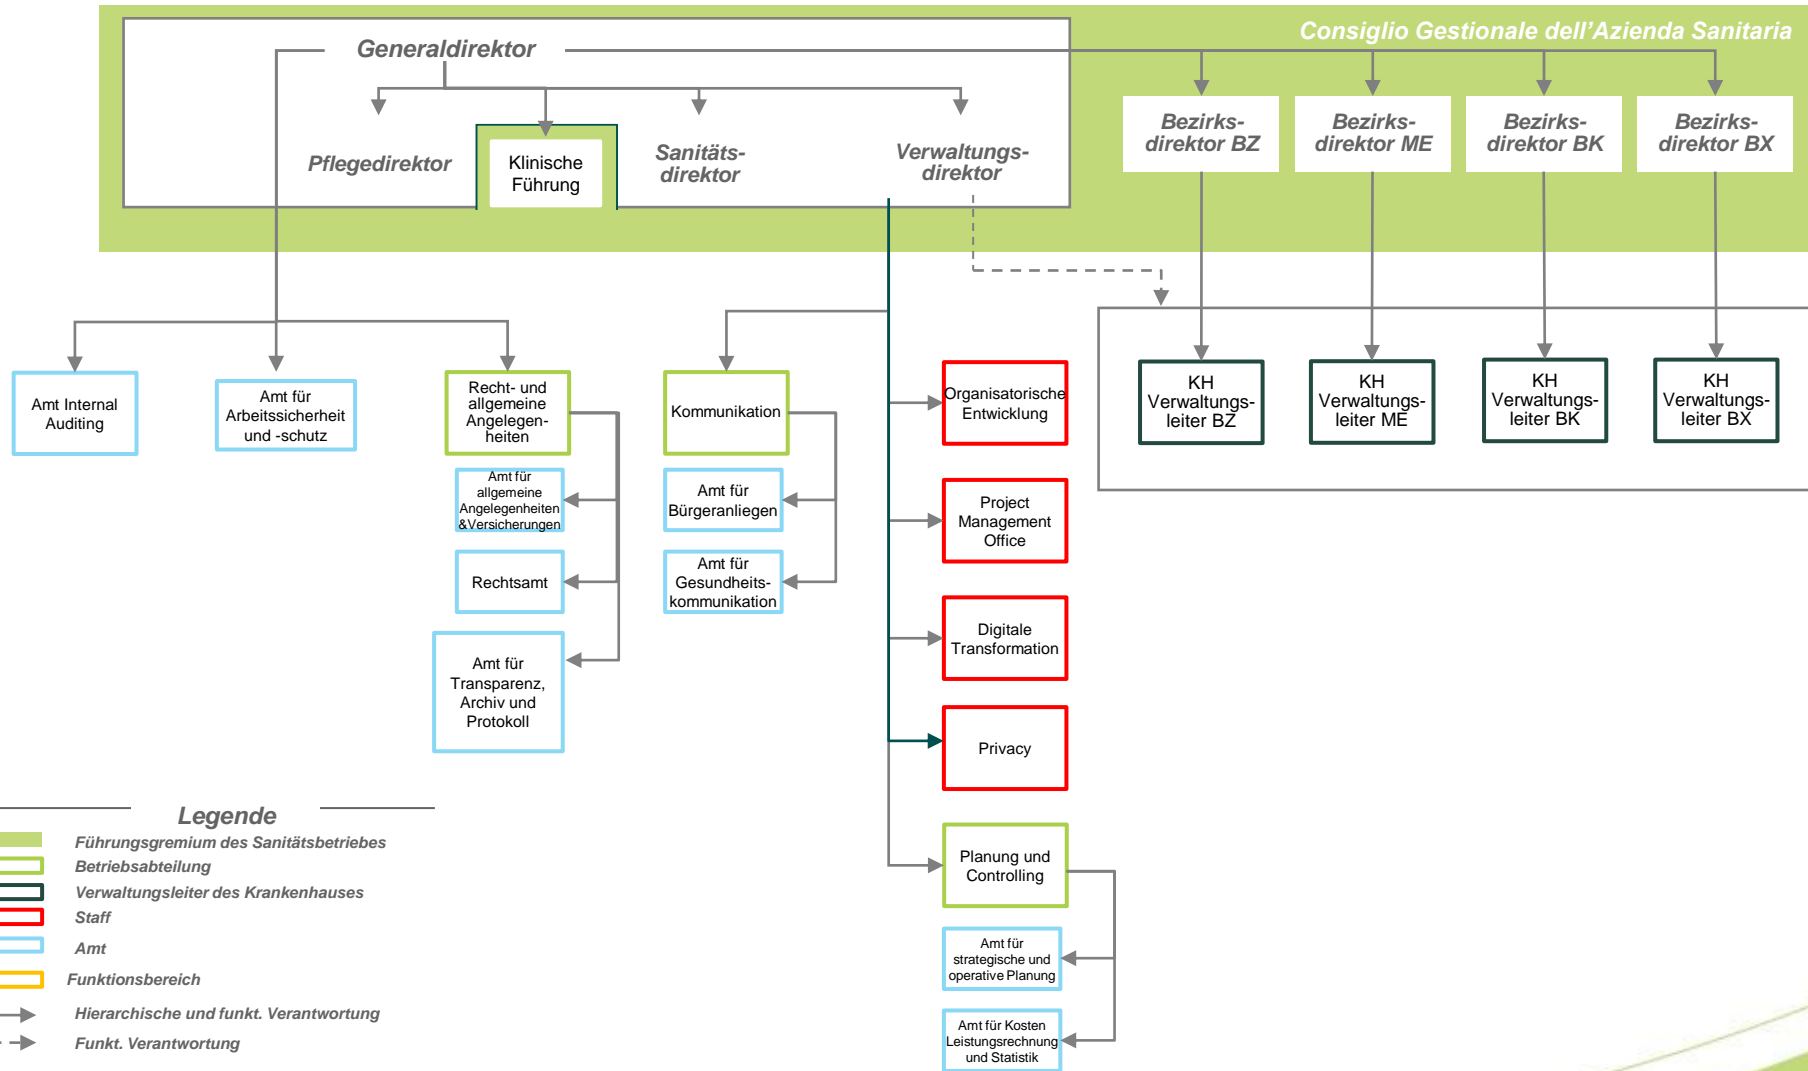 Consiglio Gestionale dell'Azienda Sanitaria
Generaldirektor
Pflegedirektor
Klinische
Führung
Sanitäts-
direktor
Verwaltungs-
direktor
Bezirks-
direktor BZ
Bezirks-
direktor ME
Bezirks-
direktor BK
Bezirks-
direktor BX
Amt Internal
Auditing
Amt für
Arbeitssicherheit
und -schutz
Recht- und
allgemeine
Angelegen-
heiten
Amt für
allgemeine
Angelegenheiten
&Versicherungen
Rechtsamt
Amt für
Transparenz,
Archiv und
Protokoll
Kommunikation
Amt für
Bürgeranliegen
Amt für
Gesundheits-
kommunikation
Organisatorische
Entwicklung
Project
Management
Office
Digitale
Transformation
Privacy
Planung und
Controlling
Amt für
strategische und
operative Planung
Amt für Kosten
Leistungsrechnung
und Statistik
KH
Verwaltungs-
leiter BZ
KH
Verwaltungs-
leiter ME
KH
Verwaltungs-
leiter BK
KH
Verwaltungs-
leiter BX
Legende
Führungsgremium des Sanitätsbetriebes
Betriebsabteilung
Verwaltungsleiter des Krankenhauses
Staff
Amt
Funktionsbereich
Hierarchische und funkt. Verantwortung
Funkt. Verantwortung